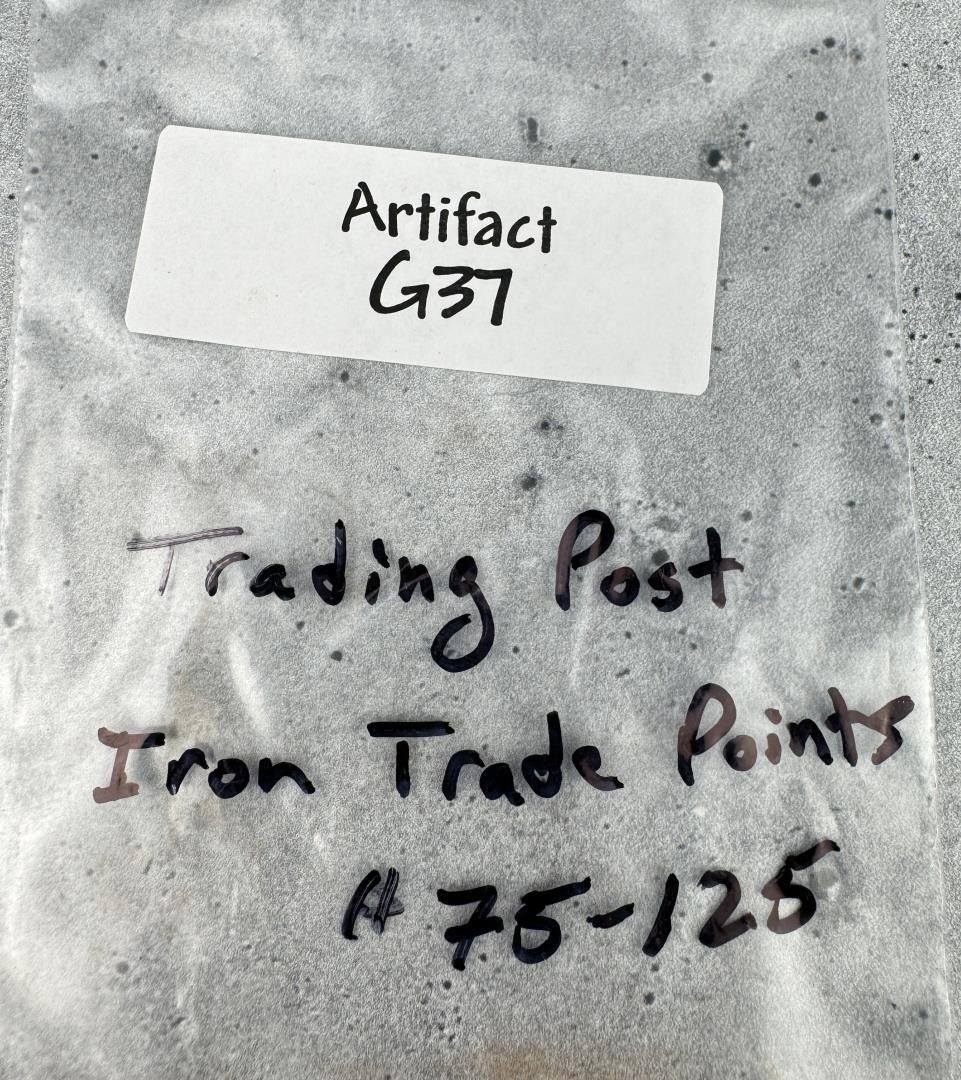 Artifact
G37
Trading Post
Iron Trade Points
# 75-125